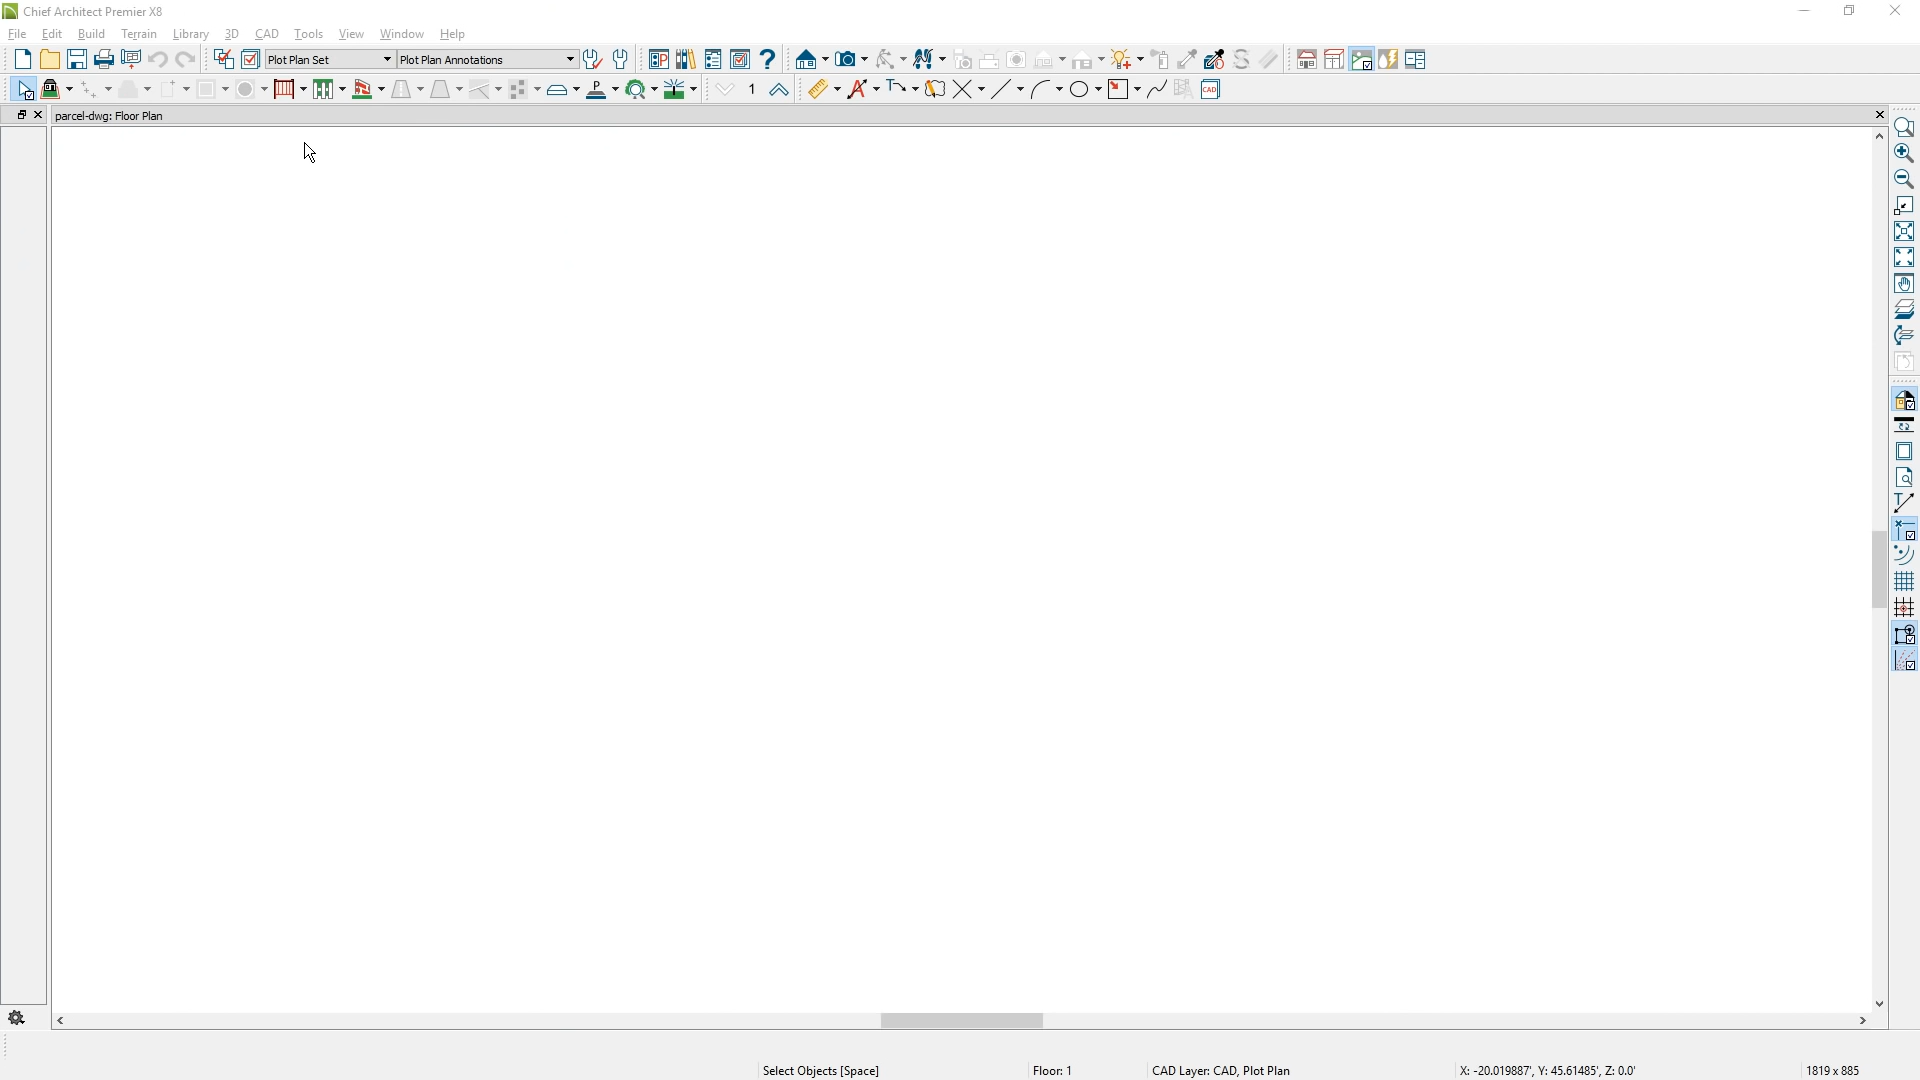 Chief Architect Premier X8
File Edit Build Terrain Library 3D CAD Tools View Window Help
Plot Plan Set Plot Plan Annotations
1 CAD
parcel-dwg: Floor Plan
Select Objects [Space] Floor: 1 CAD Layer: CAD, Plot Plan X: -20.019887', Y: 45.61485', Z: 0.0' 1819 x 885